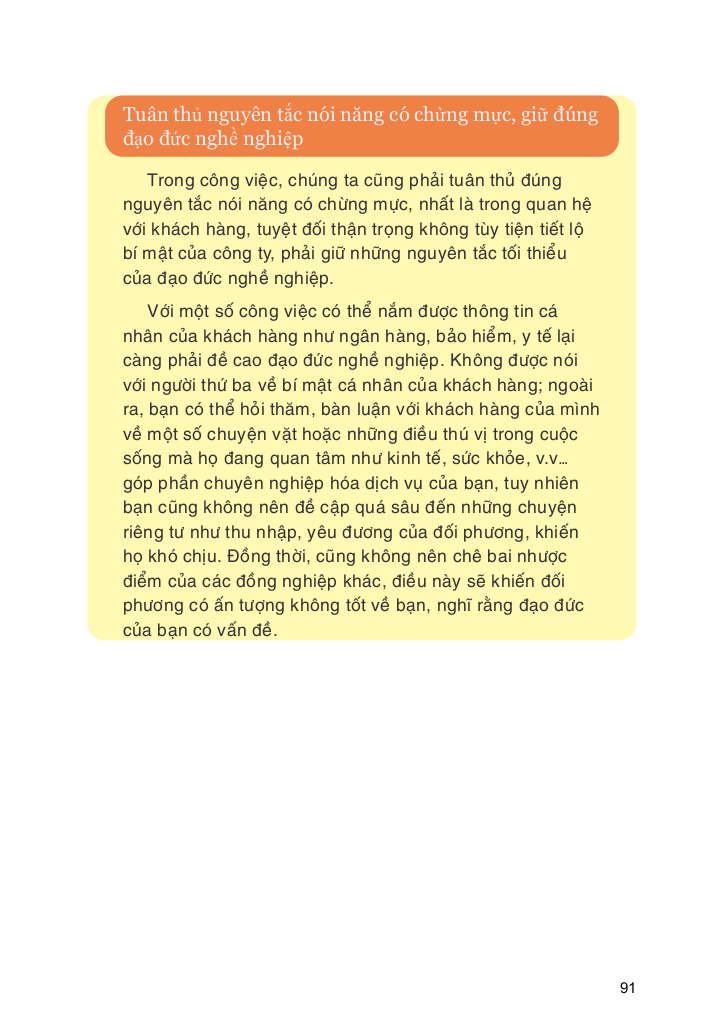 Tuân thủ nguyên tắc nói năng có chừng mực, giữ đúng
đạo đức nghề nghiệp
Trong công việc, chúng ta cũng phải tuân thủ đúng
nguyên tắc nói năng có chừng mực, nhất là trong quan hệ
với khách hàng, tuyệt đối thận trọng không tùy tiện tiết lộ
bí mật của công ty, phải giữ những nguyên tắc tối thiểu
của đạo đức nghề nghiệp.
Với một số công việc có thể nắm được thông tin cá
nhân của khách hàng như ngân hàng, bảo hiểm, y tế lại
càng phải đề cao đạo đức nghề nghiệp. Không được nói
với người thứ ba về bí mật cá nhân của khách hàng; ngoài
ra, bạn có thể hỏi thăm, bàn luận với khách hàng của mình
về một số chuyện vặt hoặc những điều thú vị trong cuộc
sống mà họ đang quan tâm như kinh tế, sức khỏe, v.v…
góp phần chuyên nghiệp hóa dịch vụ của bạn, tuy nhiên
bạn cũng không nên đề cập quá sâu đến những chuyện
riêng tư như thu nhập, yêu đương của đối phương, khiến
họ khó chịu. Đồng thời, cũng không nên chê bai nhược
điểm của các đồng nghiệp khác, điều này sẽ khiến đối
phương có ấn tượng không tốt về bạn, nghĩ rằng đạo đức
của bạn có vấn đề.
91